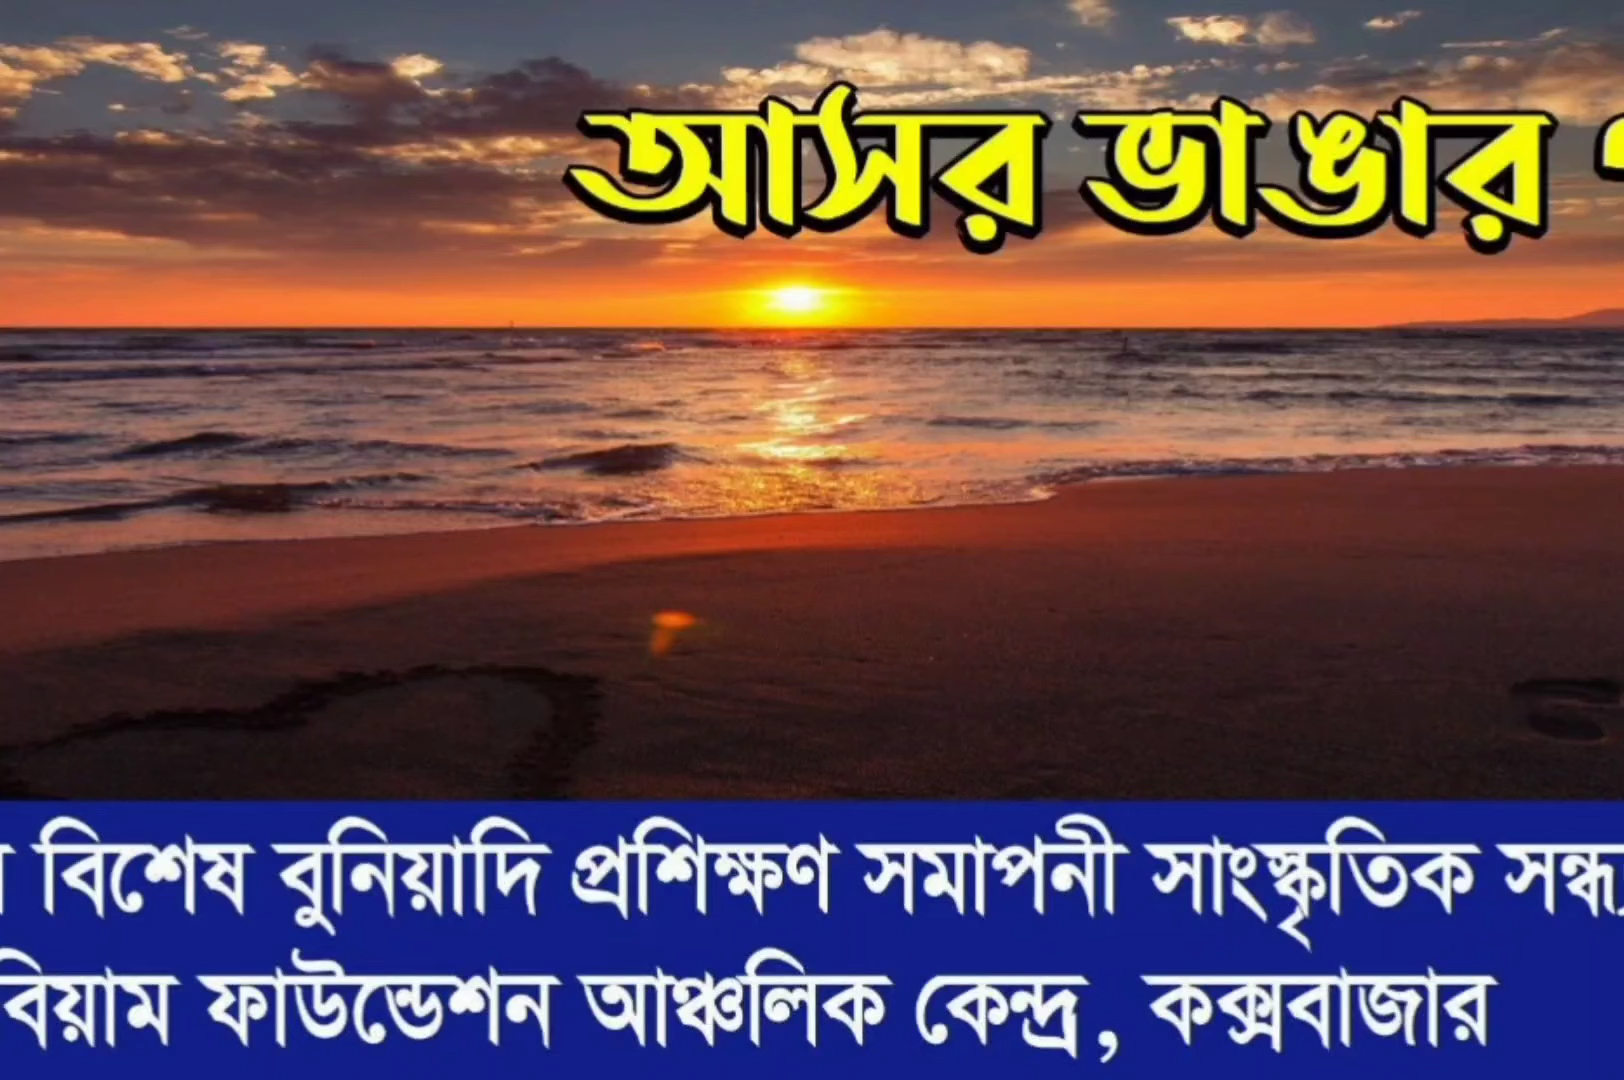 আসর ভাঙার
বিশেষ বুনিয়াদি প্রশিক্ষণ সমাপনী সাংস্কৃতিক
বিয়াম ফাউন্ডেশন আঞ্চলিক কেন্দ্র, কক্সবাজার